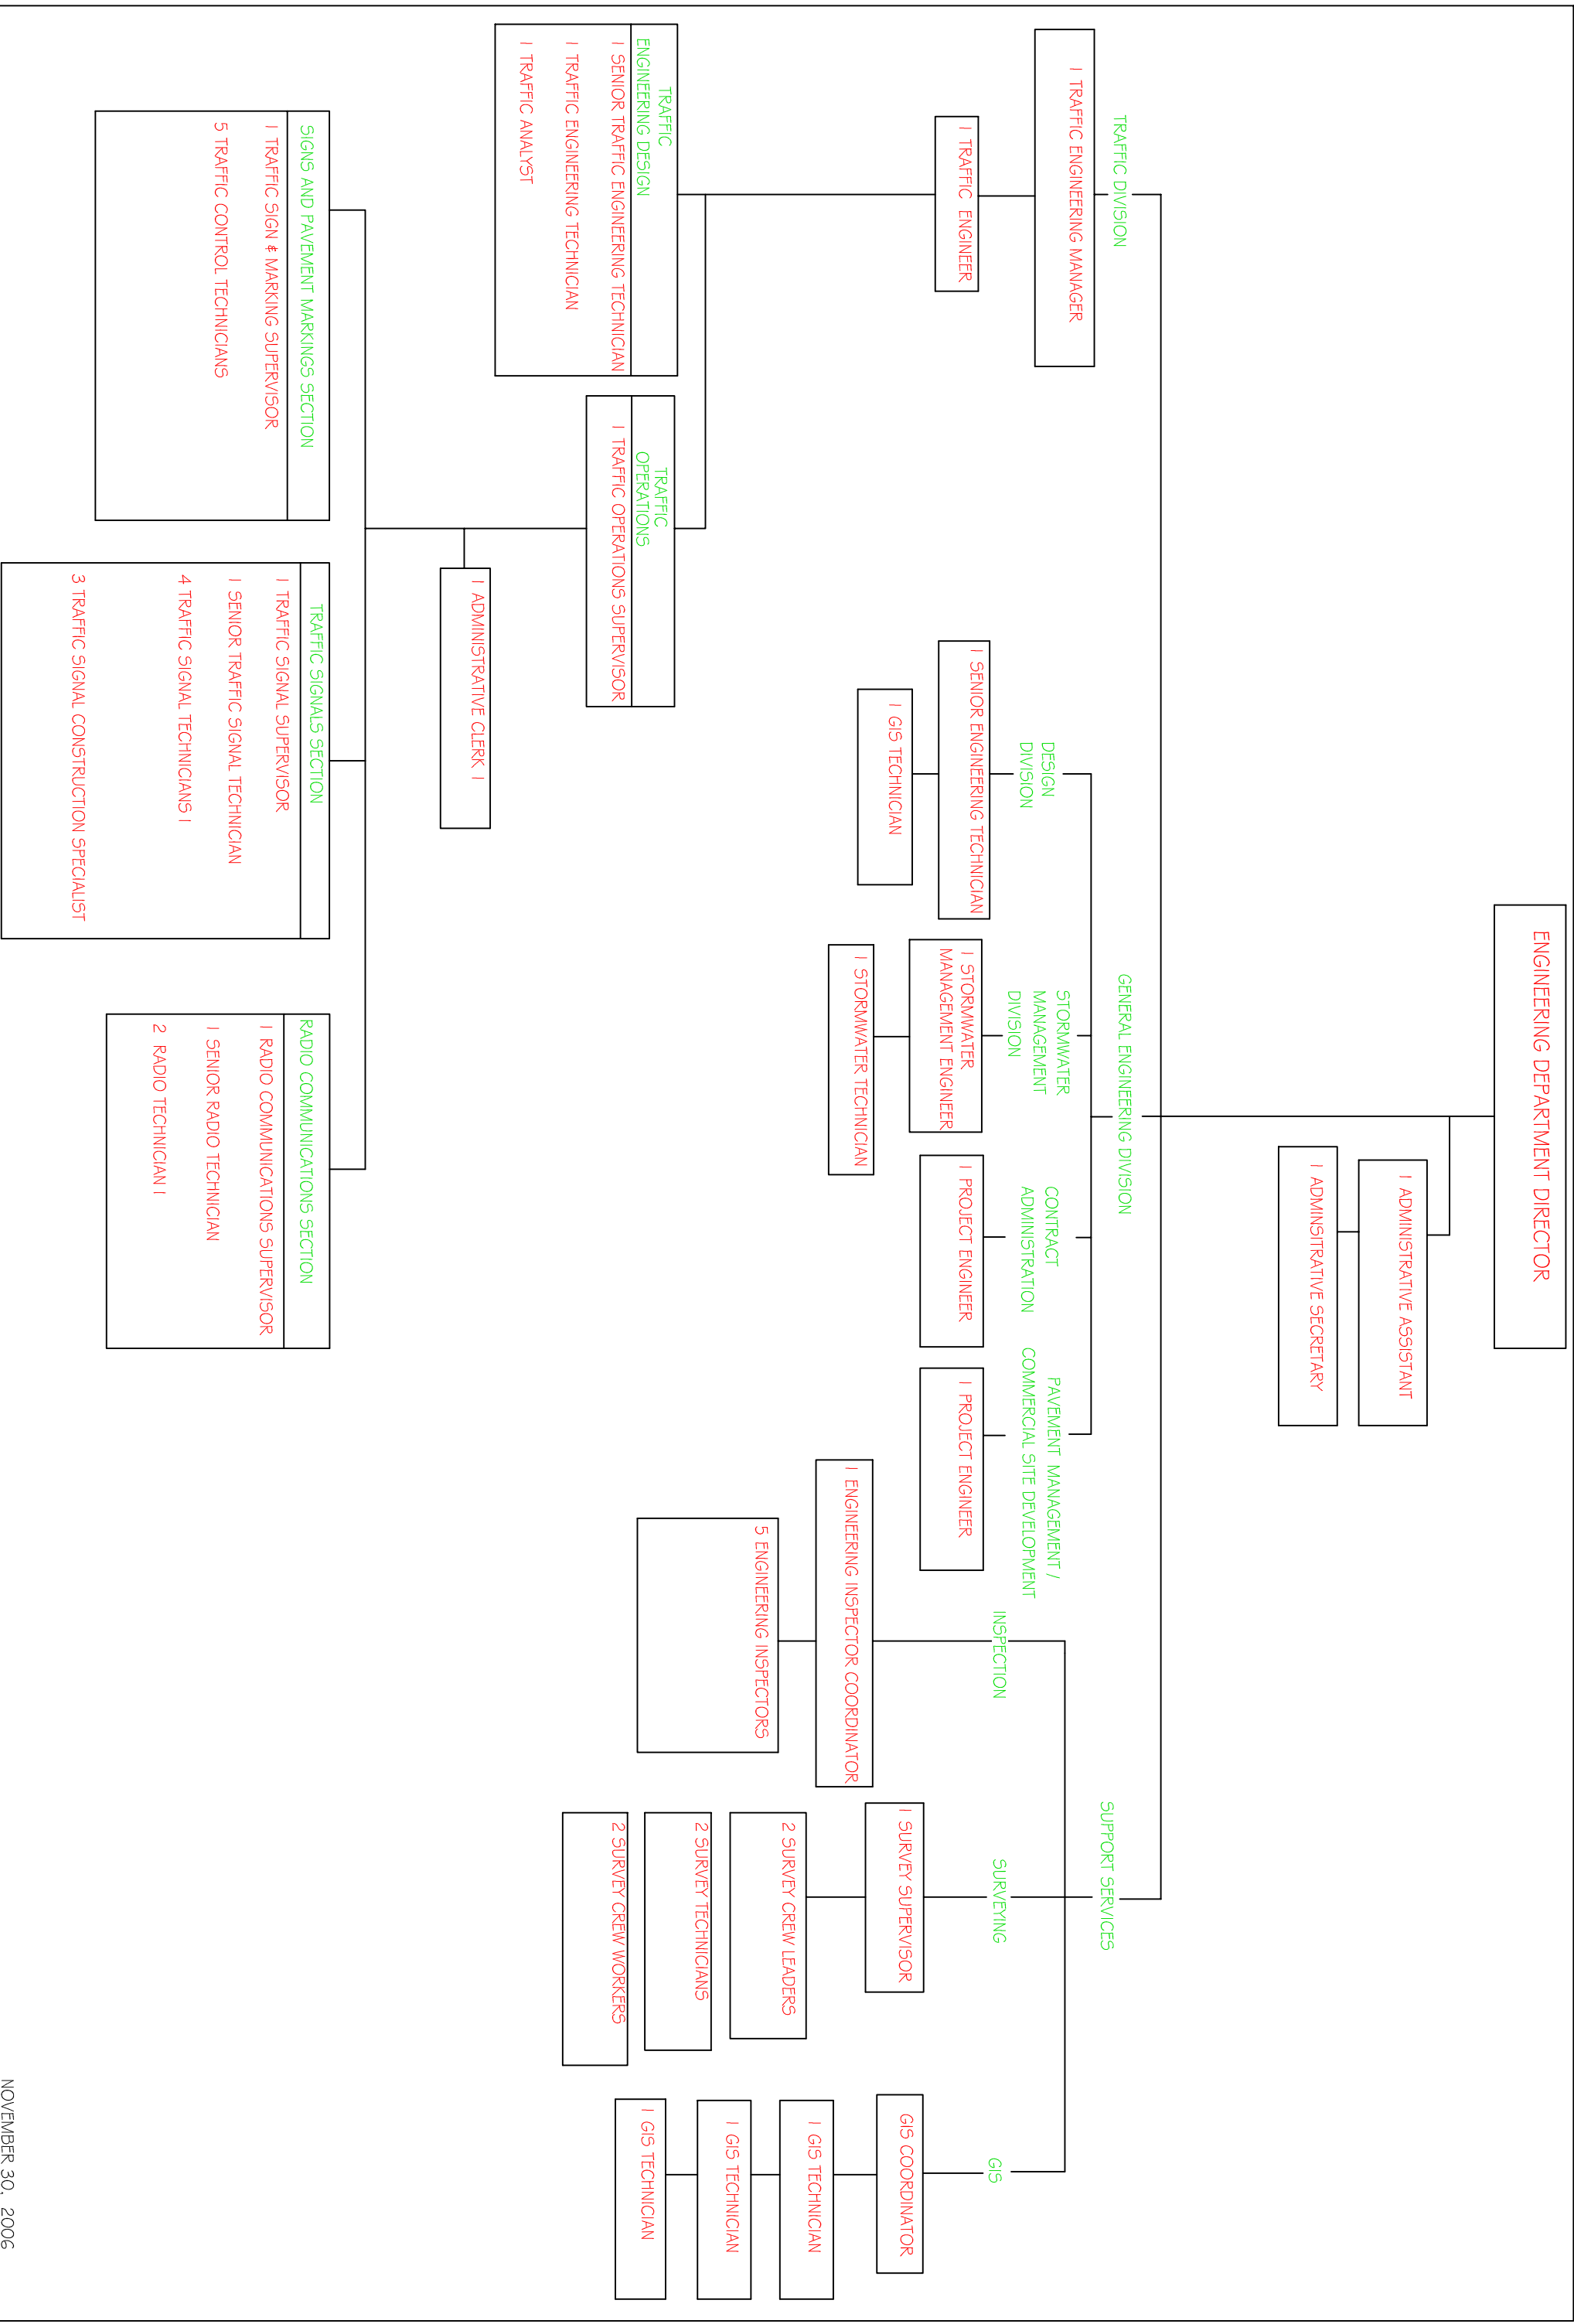 ENGINEERING DEPARTMENT DIRECTOR
1 ADMINISTRATIVE ASSISTANT
1 ADMINSITRATIVE SECRETARY
TRAFFIC DIVISION
GENERAL ENGINEERING DIVISION
SUPPORT SERVICES
1 TRAFFIC ENGINEERING MANAGER
1 TRAFFIC ENGINEER
TRAFFIC
ENGINEERING DESIGN
1 SENIOR TRAFFIC ENGINEERING TECHNICIAN
1 TRAFFIC ENGINEERING TECHNICIAN
1 TRAFFIC ANALYST
TRAFFIC
OPERATIONS
1 TRAFFIC OPERATIONS SUPERVISOR
1 ADMINISTRATIVE CLERK I
SIGNS AND PAVEMENT MARKINGS SECTION
1 TRAFFIC SIGN & MARKING SUPERVISOR
5 TRAFFIC CONTROL TECHNICIANS
TRAFFIC SIGNALS SECTION
1 TRAFFIC SIGNAL SUPERVISOR
1 SENIOR TRAFFIC SIGNAL TECHNICIAN
4 TRAFFIC SIGNAL TECHNICIANS I
3 TRAFFIC SIGNAL CONSTRUCTION SPECIALIST
RADIO COMMUNICATIONS SECTION
1 RADIO COMMUNICATIONS SUPERVISOR
1 SENIOR RADIO TECHNICIAN
2 RADIO TECHNICIAN I
DESIGN
DIVISION
1 SENIOR ENGINEERING TECHNICIAN
1 GIS TECHNICIAN
STORMWATER
MANAGEMENT
DIVISION
1 STORMWATER
MANAGEMENT ENGINEER
1 STORMWATER TECHNICIAN
CONTRACT
ADMINISTRATION
1 PROJECT ENGINEER
PAVEMENT MANAGEMENT /
COMMERCIAL SITE DEVELOPMENT
1 PROJECT ENGINEER
INSPECTION
1 ENGINEERING INSPECTOR COORDINATOR
5 ENGINEERING INSPECTORS
SURVEYING
1 SURVEY SUPERVISOR
2 SURVEY CREW LEADERS
2 SURVEY TECHNICIANS
2 SURVEY CREW WORKERS
GIS
GIS COORDINATOR
1 GIS TECHNICIAN
1 GIS TECHNICIAN
1 GIS TECHNICIAN
NOVEMBER 30, 2006